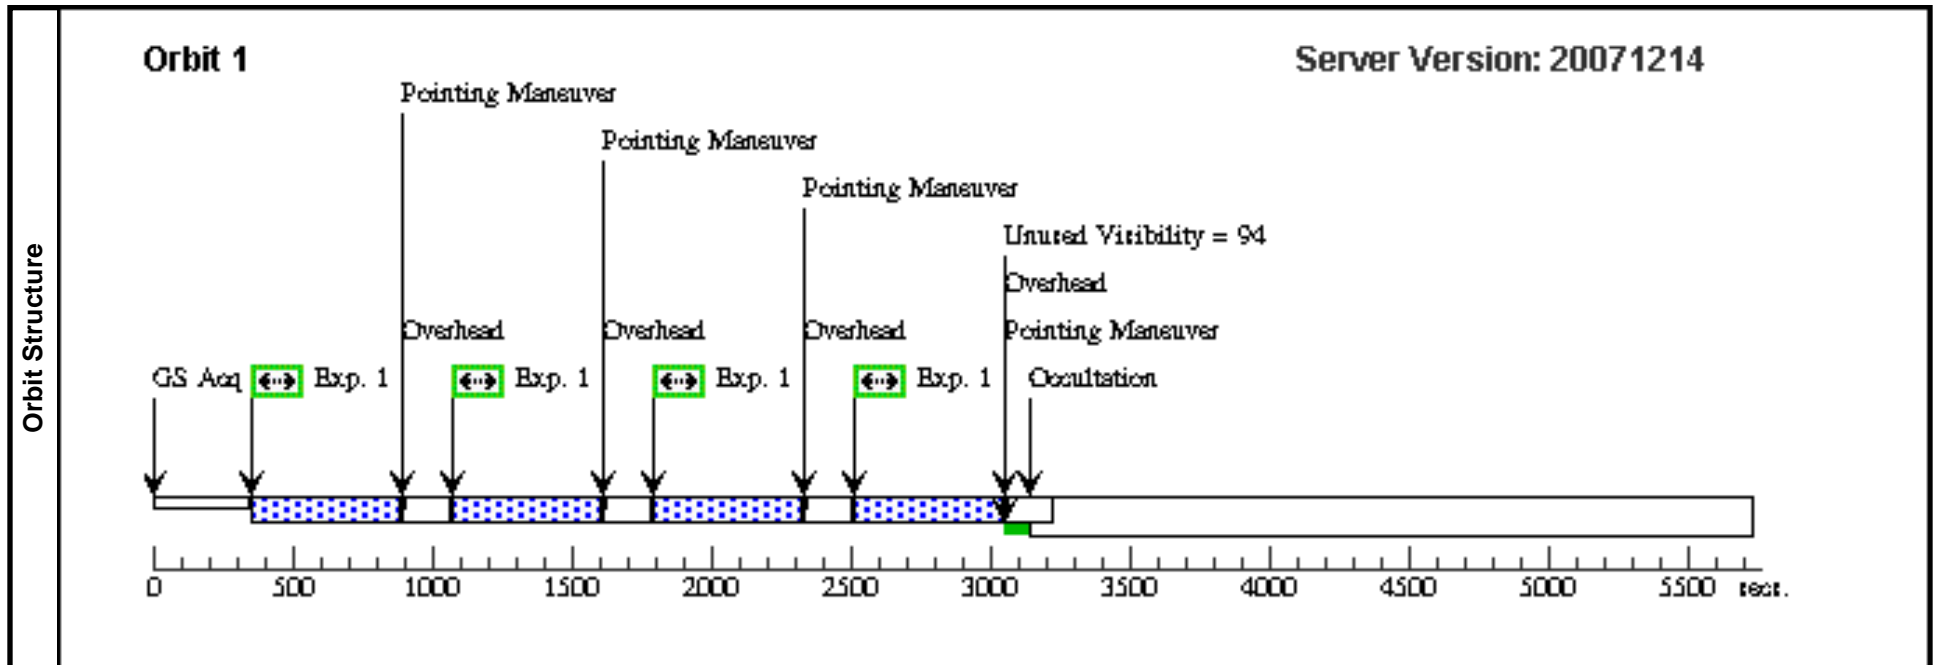 Orbit Structure
Orbit 1
Server Version: 20071214
Pointing Maneuver
Pointing Maneuver
Pointing Maneuver
Unused Visibility = 94
Overhead
Overhead Overhead Overhead Pointing Maneuver
GS Acq Exp. 1 Exp. 1 Exp. 1 Exp. 1 Occultation
0 500 1000 1500 2000 2500 3000 3500 4000 4500 5000 5500 secs.